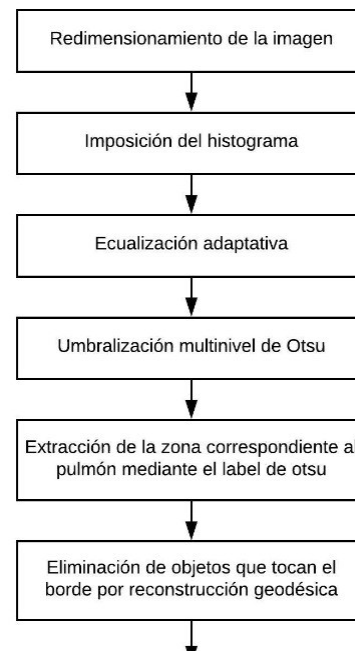 Redimensionamiento de la imagen
Imposición del histograma
Ecualización adaptativa
Umbralización multinivel de Otsu
Extracción de la zona correspondiente al
pulmón mediante el label de otsu
Eliminación de objetos que tocan el
borde por reconstrucción geodésica